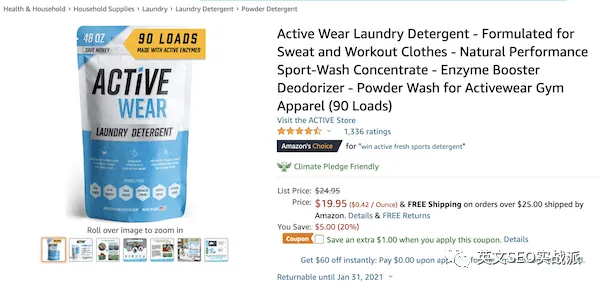 Health & Household › Household Supplies › Laundry › Laundry Detergent › Powder Detergent
48 OZ
SAVE MONEY
90 LOADS
MADE WITH ACTIVE ENZYMES
ACTIVE
WEAR
LAUNDRY DETERGENT
Roll over image to zoom in
Active Wear Laundry Detergent - Formulated for
Sweat and Workout Clothes - Natural Performance
Sport-Wash Concentrate - Enzyme Booster
Deodorizer - Powder Wash for Activewear Gym
Apparel (90 Loads)
Visit the ACTIVE Store
1,336 ratings
Amazon's Choice for "win active fresh sports detergent"
Climate Pledge Friendly
List Price: $24.95
Price: $19.95 ($0.42 / Ounce) & FREE Shipping on orders over $25.00 shipped by
Amazon. Details & FREE Returns
You Save: $5.00 (20%)
Coupon Save an extra $1.00 when you apply this coupon. Details
Get $60 off instantly: Pay $0.00 upon
Returnable until Jan 31, 2021
英文SEO实战派